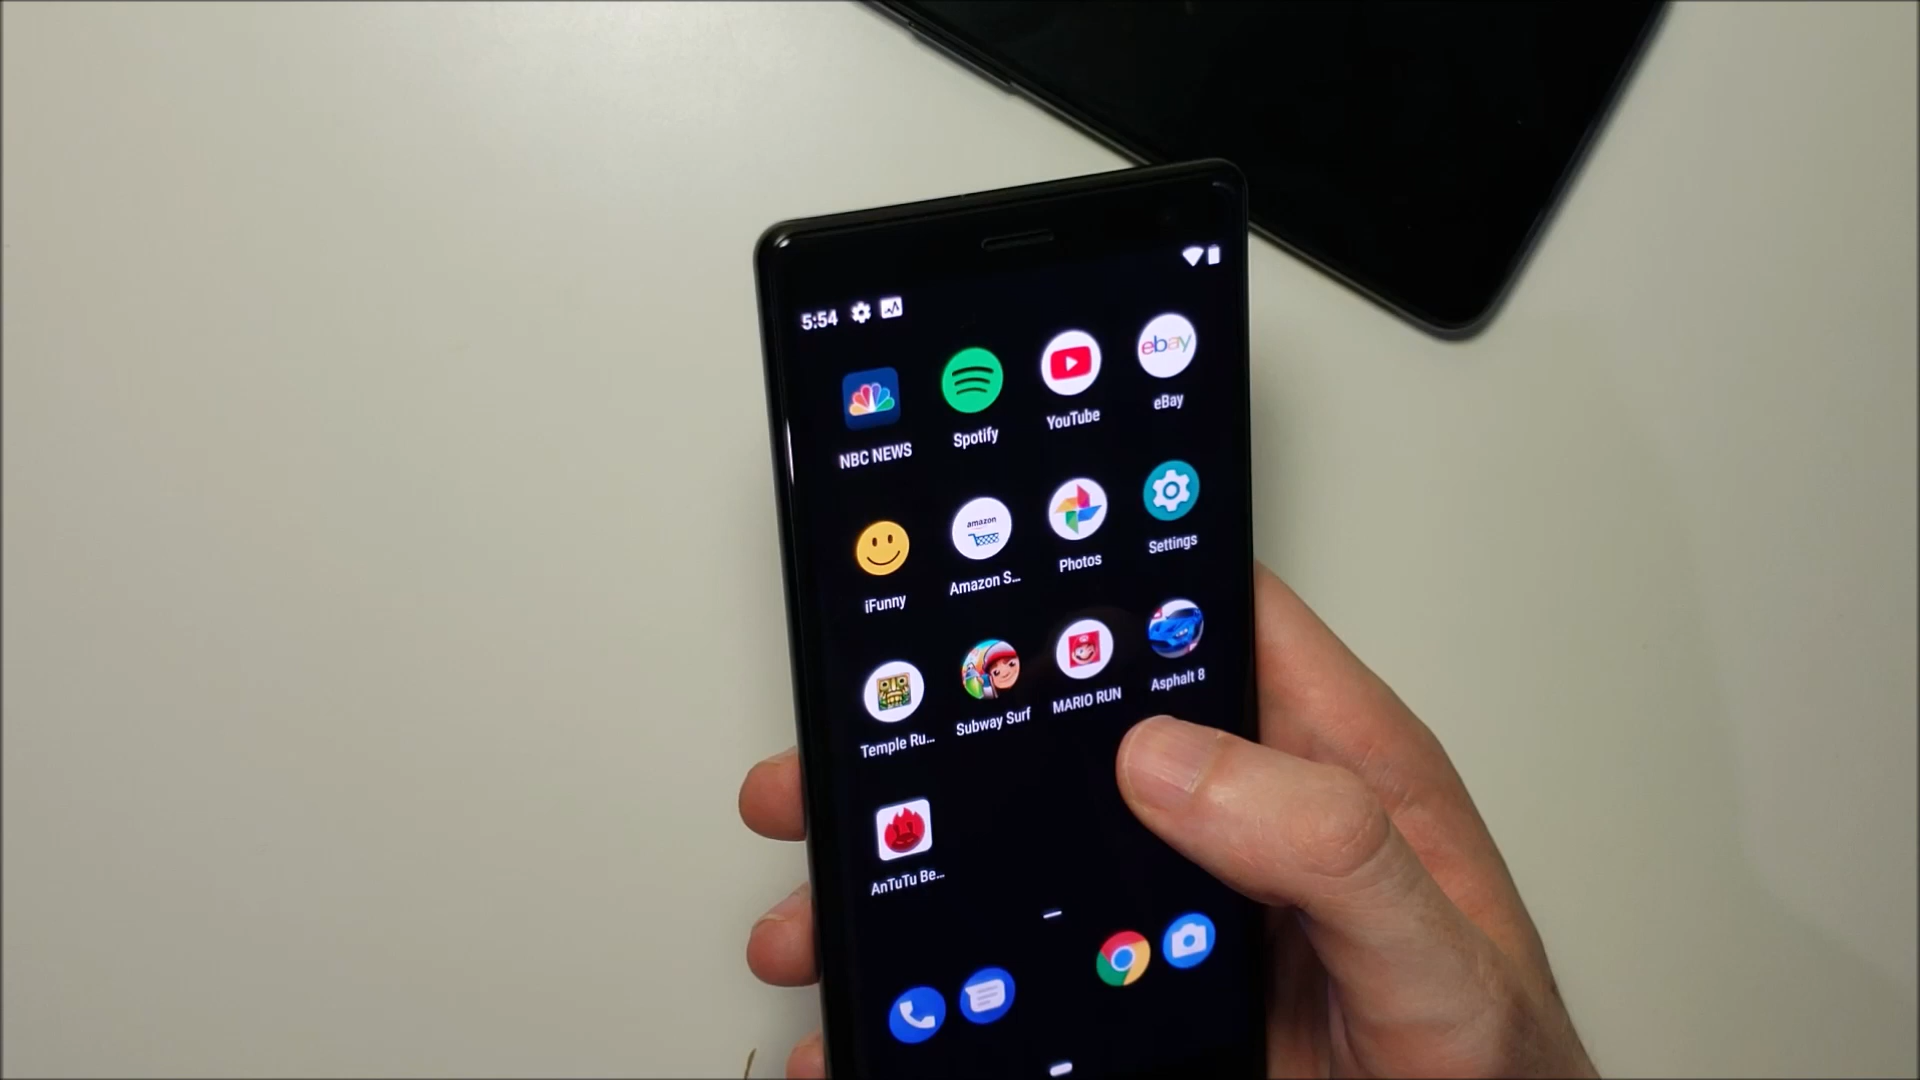 5:54
NBC NEWS
Spotify
YouTube
ebay
eBay
iFunny
amazon
Amazon S...
Photos
Settings
Temple Ru...
Subway Surf
MARIO RUN
Asphalt 8
AnTuTu Be...